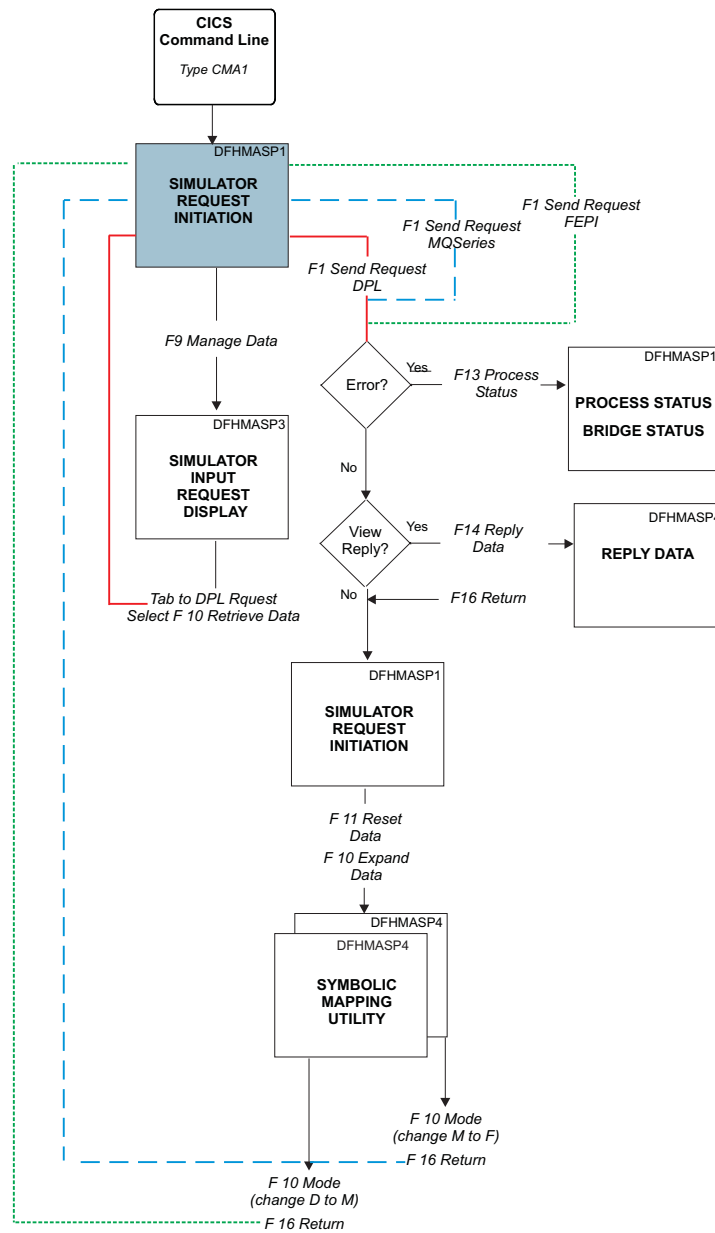 CICS
Command Line
Type CMA1
DFHMASP1
SIMULATOR
REQUEST
INITIATION
F1 Send Request
FEPI
F1 Send Request
MQSeries
F1 Send Request
DPL
F9 Manage Data
Error?
Yes
F13 Process
Status
DFHMASP1
PROCESS STATUS
BRIDGE STATUS
DFHMASP3
SIMULATOR
INPUT
REQUEST
DISPLAY
No
View
Reply?
Yes
F14 Reply
Data
DFHMASP4
REPLY DATA
Tab to DPL Rquest
Select F 10 Retrieve Data
No
F16 Return
DFHMASP1
SIMULATOR
REQUEST
INITIATION
F 11 Reset
Data
F 10 Expand
Data
DFHMASP4
DFHMASP4
SYMBOLIC
MAPPING
UTILITY
F 10 Mode
(change M to F)
F 16 Return
F 10 Mode
(change D to M)
F 16 Return